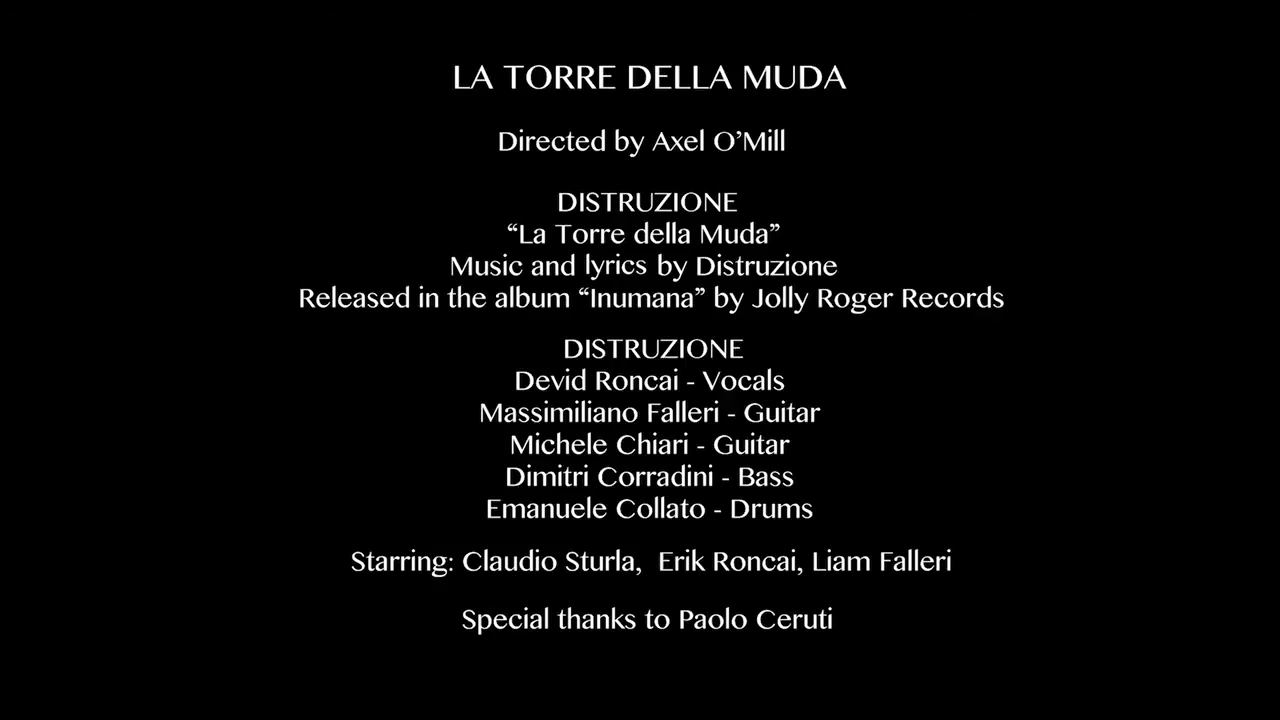 LA TORRE DELLA MUDA
Directed by Axel O’Mill
DISTRUZIONE
“La Torre della Muda”
Music and lyrics by Distruzione
Released in the album “Inumana” by Jolly Roger Records
DISTRUZIONE
Devid Roncai - Vocals
Massimiliano Falleri - Guitar
Michele Chiari - Guitar
Dimitri Corradini - Bass
Emanuele Collato - Drums
Starring: Claudio Sturla,  Erik Roncai, Liam Falleri
Special thanks to Paolo Ceruti